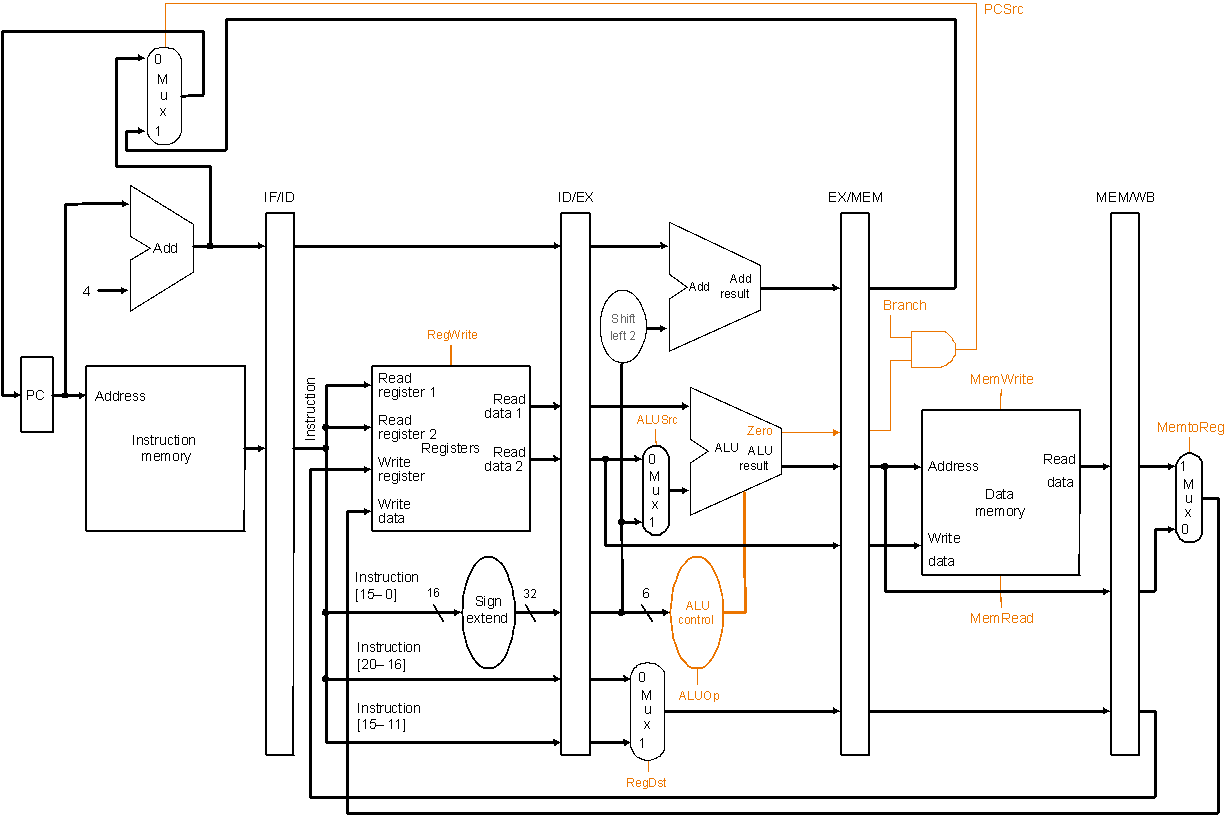 PCSrc
0
M
u
x
1
IF/ID
ID/EX
EX/MEM
MEM/WB
Add
4
Add
Add
result
Shift
left 2
Branch
RegWrite
PC
Address
Instruction
memory
Instruction
Read
register 1
Read
register 2
Write
register
Write
data
Registers
Read
data 1
Read
data 2
ALUSrc
0
M
u
x
1
Zero
ALU
ALU
result
MemWrite
Address
Read
data
Data
memory
Write
data
MemRead
MemtoReg
1
M
u
x
0
Instruction
[15– 0]
16
Sign
extend
32
6
ALU
control
ALUOp
Instruction
[20– 16]
Instruction
[15– 11]
0
M
u
x
1
RegDst